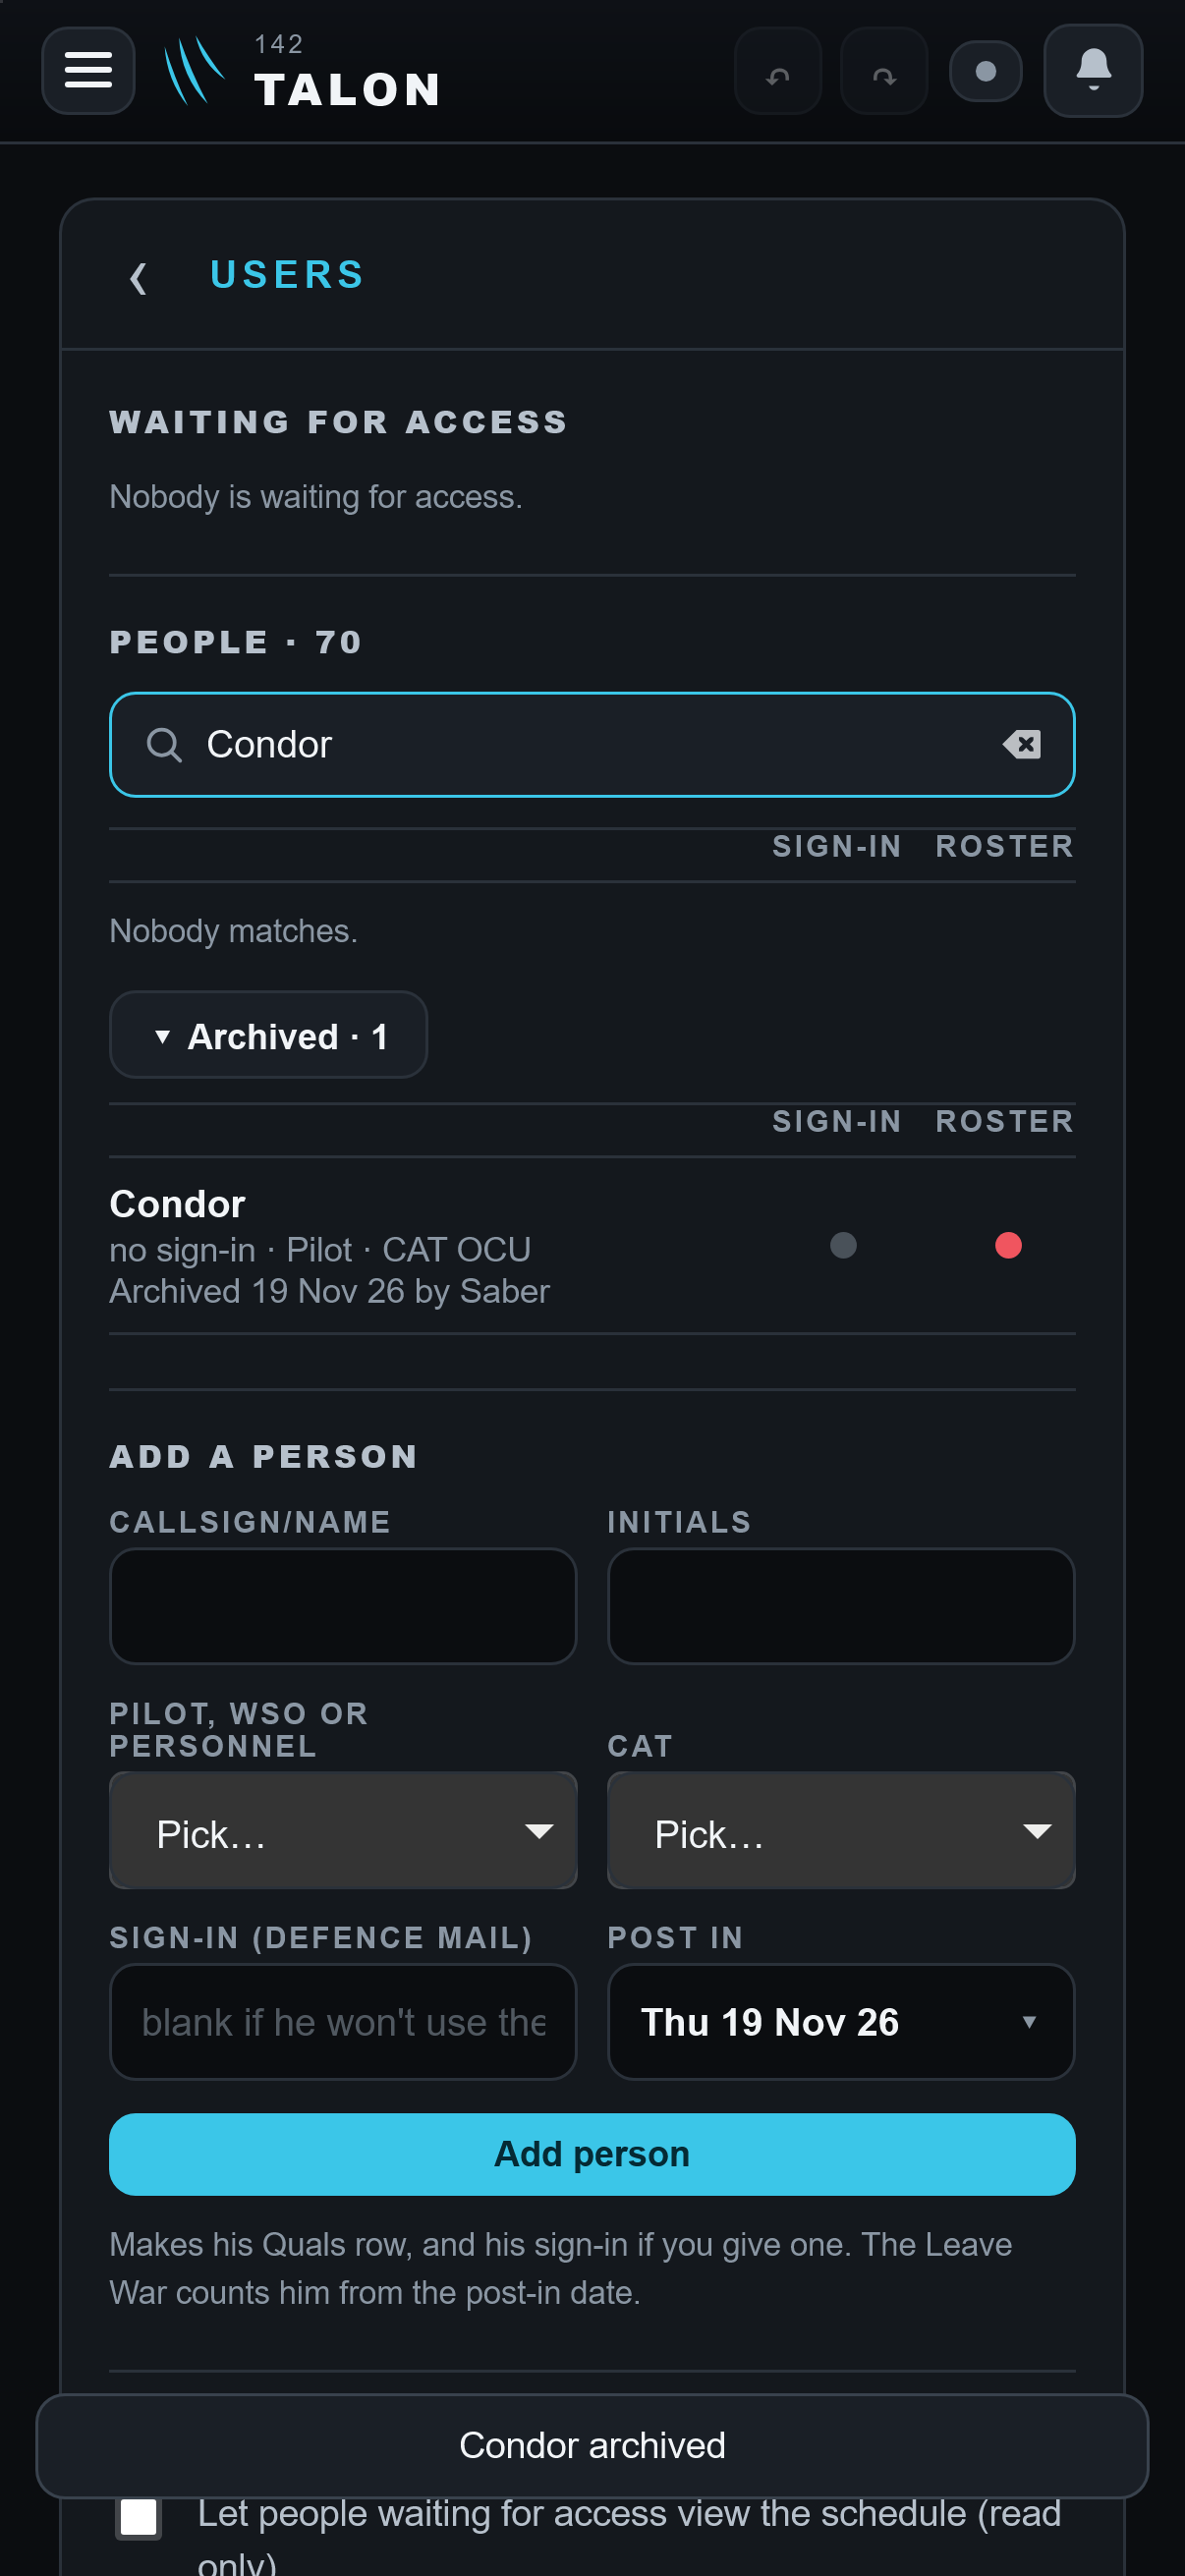 142
TALON
USERS
WAITING FOR ACCESS
Nobody is waiting for access.
PEOPLE · 70
Condor
SIGN-IN ROSTER
Nobody matches.
▾ Archived · 1
SIGN-IN ROSTER
Condor
no sign-in · Pilot · CAT OCU
Archived 19 Nov 26 by Saber
ADD A PERSON
CALLSIGN/NAME INITIALS
PILOT, WSO OR
PERSONNEL CAT
Pick… Pick…
SIGN-IN (DEFENCE MAIL) POST IN
blank if he won't use the Thu 19 Nov 26
Add person
Makes his Quals row, and his sign-in if you give one. The Leave
War counts him from the post-in date.
Condor archived
Let people waiting for access view the schedule (read
only)